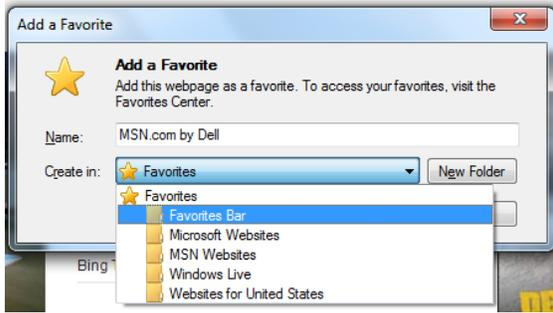 Add a Favorite
Add a Favorite
Add this webpage as a favorite. To access your favorites, visit the
Favorites Center.
Name: MSN.com by Dell
Create in: Favorites New Folder
Favorites
Favorites Bar
Microsoft Websites
MSN Websites
Windows Live
Websites for United States
Bing